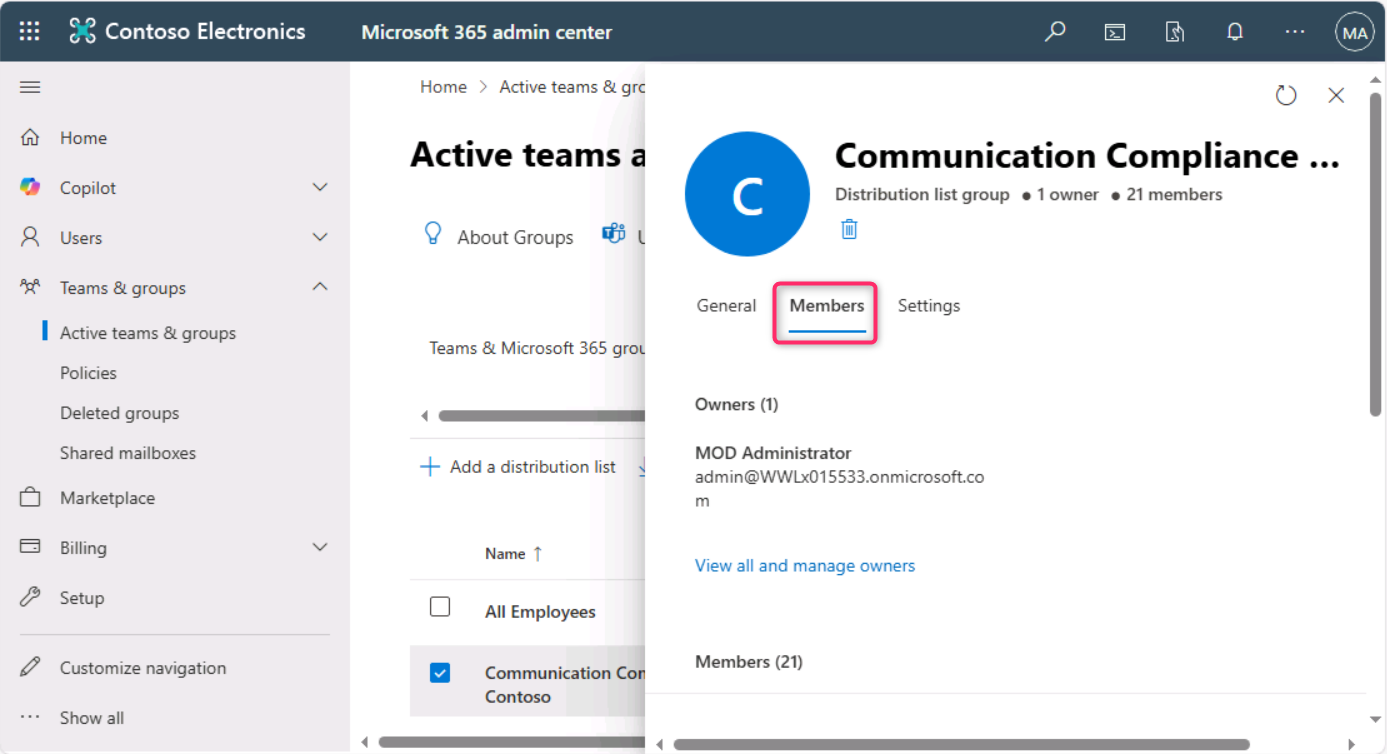 Contoso Electronics
Microsoft 365 admin center
MA
Home
Copilot
Users
Teams & groups
Active teams & groups
Policies
Deleted groups
Shared mailboxes
Marketplace
Billing
Setup
Customize navigation
Show all
Home > Active teams & gro
Active teams a
About Groups
U
Teams & Microsoft 365 grou
Add a distribution list
Name ↑
All Employees
Communication Con
Contoso
C
Communication Compliance ...
Distribution list group ● 1 owner ● 21 members
General
Members
Settings
Owners (1)
MOD Administrator
admin@WWLx015533.onmicrosoft.co
m
View all and manage owners
Members (21)